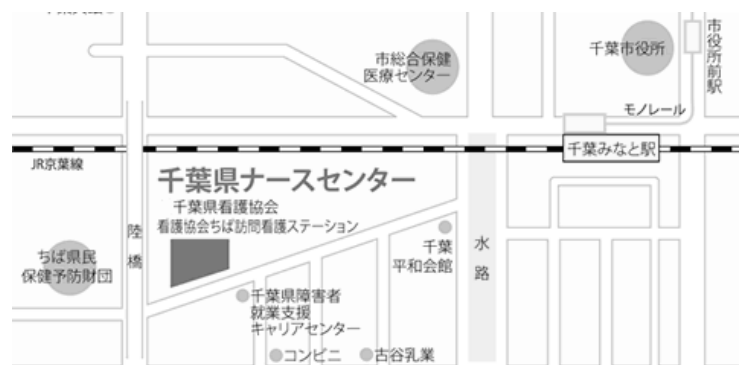 市総合保健
医療センター
千葉市役所
市役所前駅
モノレール
千葉みなと駅
JR京葉線
千葉県ナースセンター
千葉県看護協会
看護協会ちば訪問看護ステーション
陸橋
水路
千葉
平和会館
ちば県民
保健予防財団
千葉県障害者
就業支援
キャリアセンター
コンビニ
古谷乳業